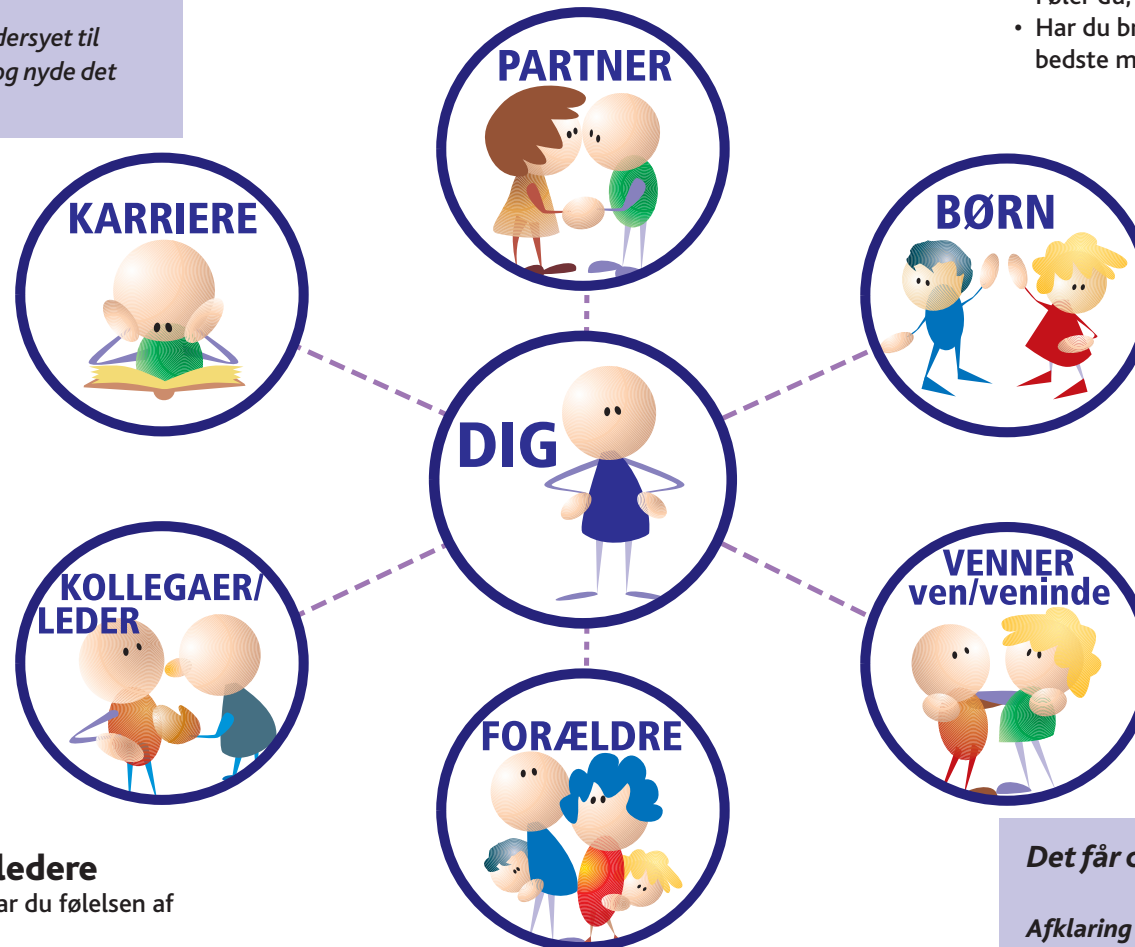 dersyet til
og nyde det
• Har du br
bedste m
PARTNER
KARRIERE
BØRN
DIG
KOLLEGAER/
LEDER
VENNER
ven/veninde
FORÆLDRE
ledere
ar du følelsen af
Det får
Afklaring